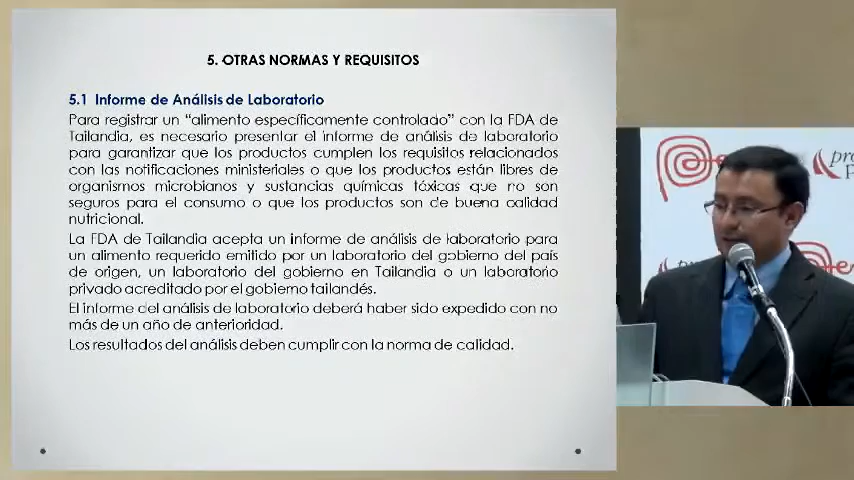 5. OTRAS NORMAS Y REQUISITOS
5.1 Informe de Análisis de Laboratorio
Para registrar un “alimento específicamente controlado” con la FDA de
Tailandia, es necesario presentar el informe de análisis de laboratorio
para garantizar que los productos cumplen los requisitos relacionados
con las notificaciones ministeriales o que los productos están libres de
organismos microbianos y sustancias químicas tóxicas que no son
seguros para el consumo o que los productos son de buena calidad
nutricional.
La FDA de Tailandia acepta un informe de análisis de laboratorio para
un alimento requerido emitido por un laboratorio del gobierno del país
de origen, un laboratorio del gobierno en Tailandia o un laboratorio
privado acreditado por el gobierno tailandés.
El informe del análisis de laboratorio deberá haber sido expedido con no
más de un año de anterioridad.
Los resultados del análisis deben cumplir con la norma de calidad.